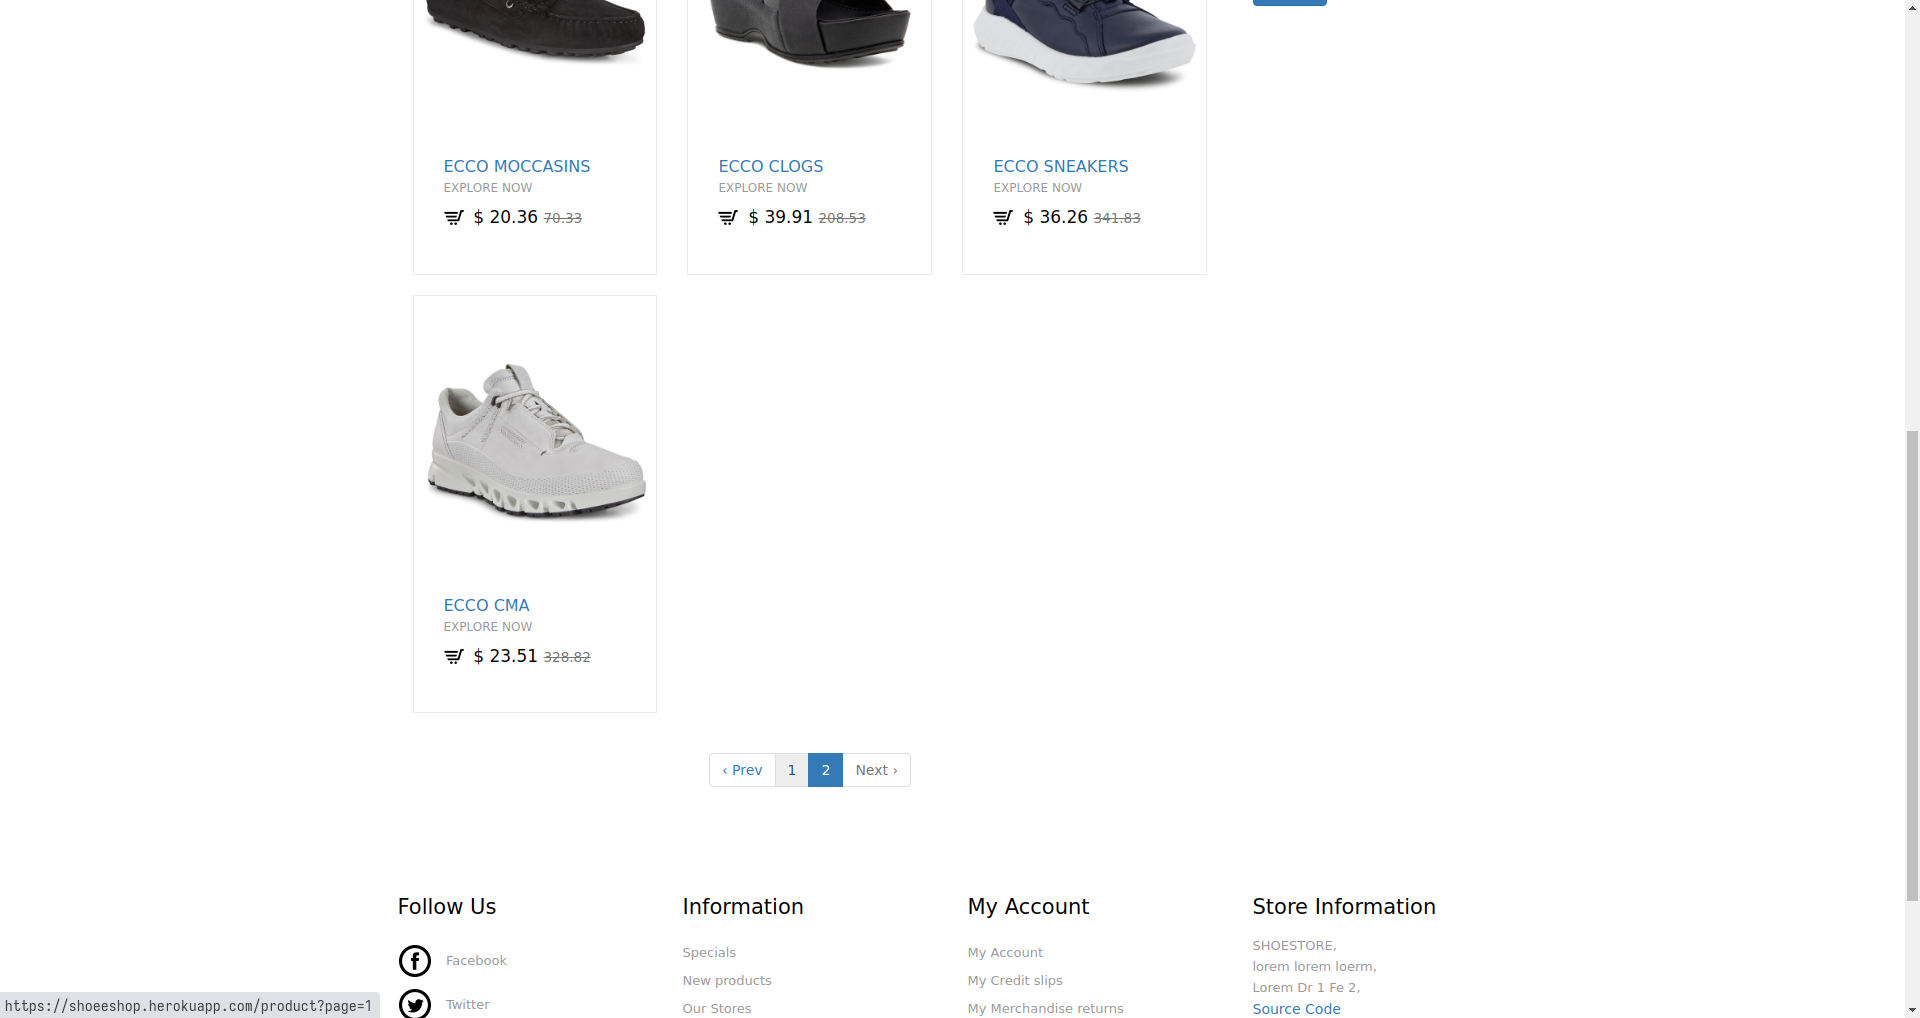 ECCO MOCCASINS
EXPLORE NOW
$ 20.36 70.33
ECCO CLOGS
EXPLORE NOW
$ 39.91 208.53
ECCO SNEAKERS
EXPLORE NOW
$ 36.26 341.83
ECCO CMA
EXPLORE NOW
$ 23.51 328.82
‹ Prev 1 2 Next ›
Follow Us
Facebook
Twitter
Information
Specials
New products
Our Stores
My Account
My Account
My Credit slips
My Merchandise returns
Store Information
SHOESTORE,
lorem lorem loerm,
Lorem Dr 1 Fe 2,
Source Code
https://shoeeshop.herokuapp.com/product?page=1